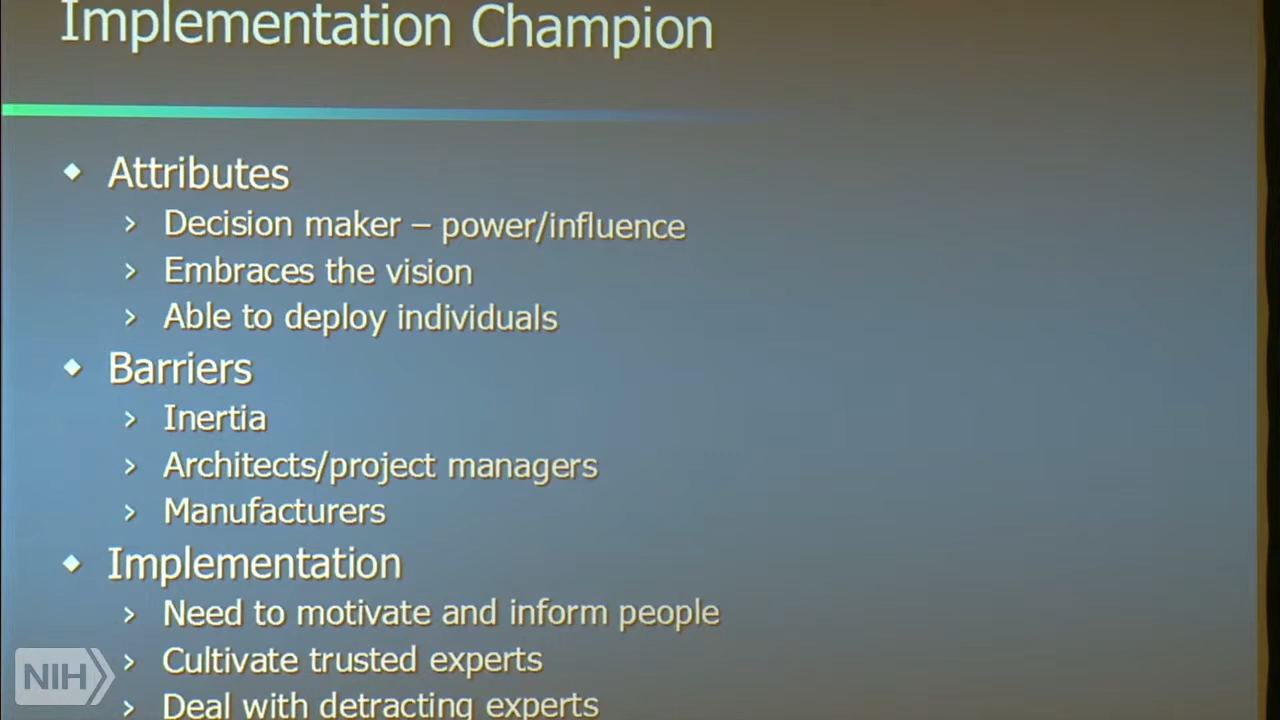 Implementation Champion
Attributes
Decision maker – power/influence
Embraces the vision
Able to deploy individuals
Barriers
Inertia
Architects/project managers
Manufacturers
Implementation
Need to motivate and inform people
Cultivate trusted experts
Deal with detracting experts
NIH